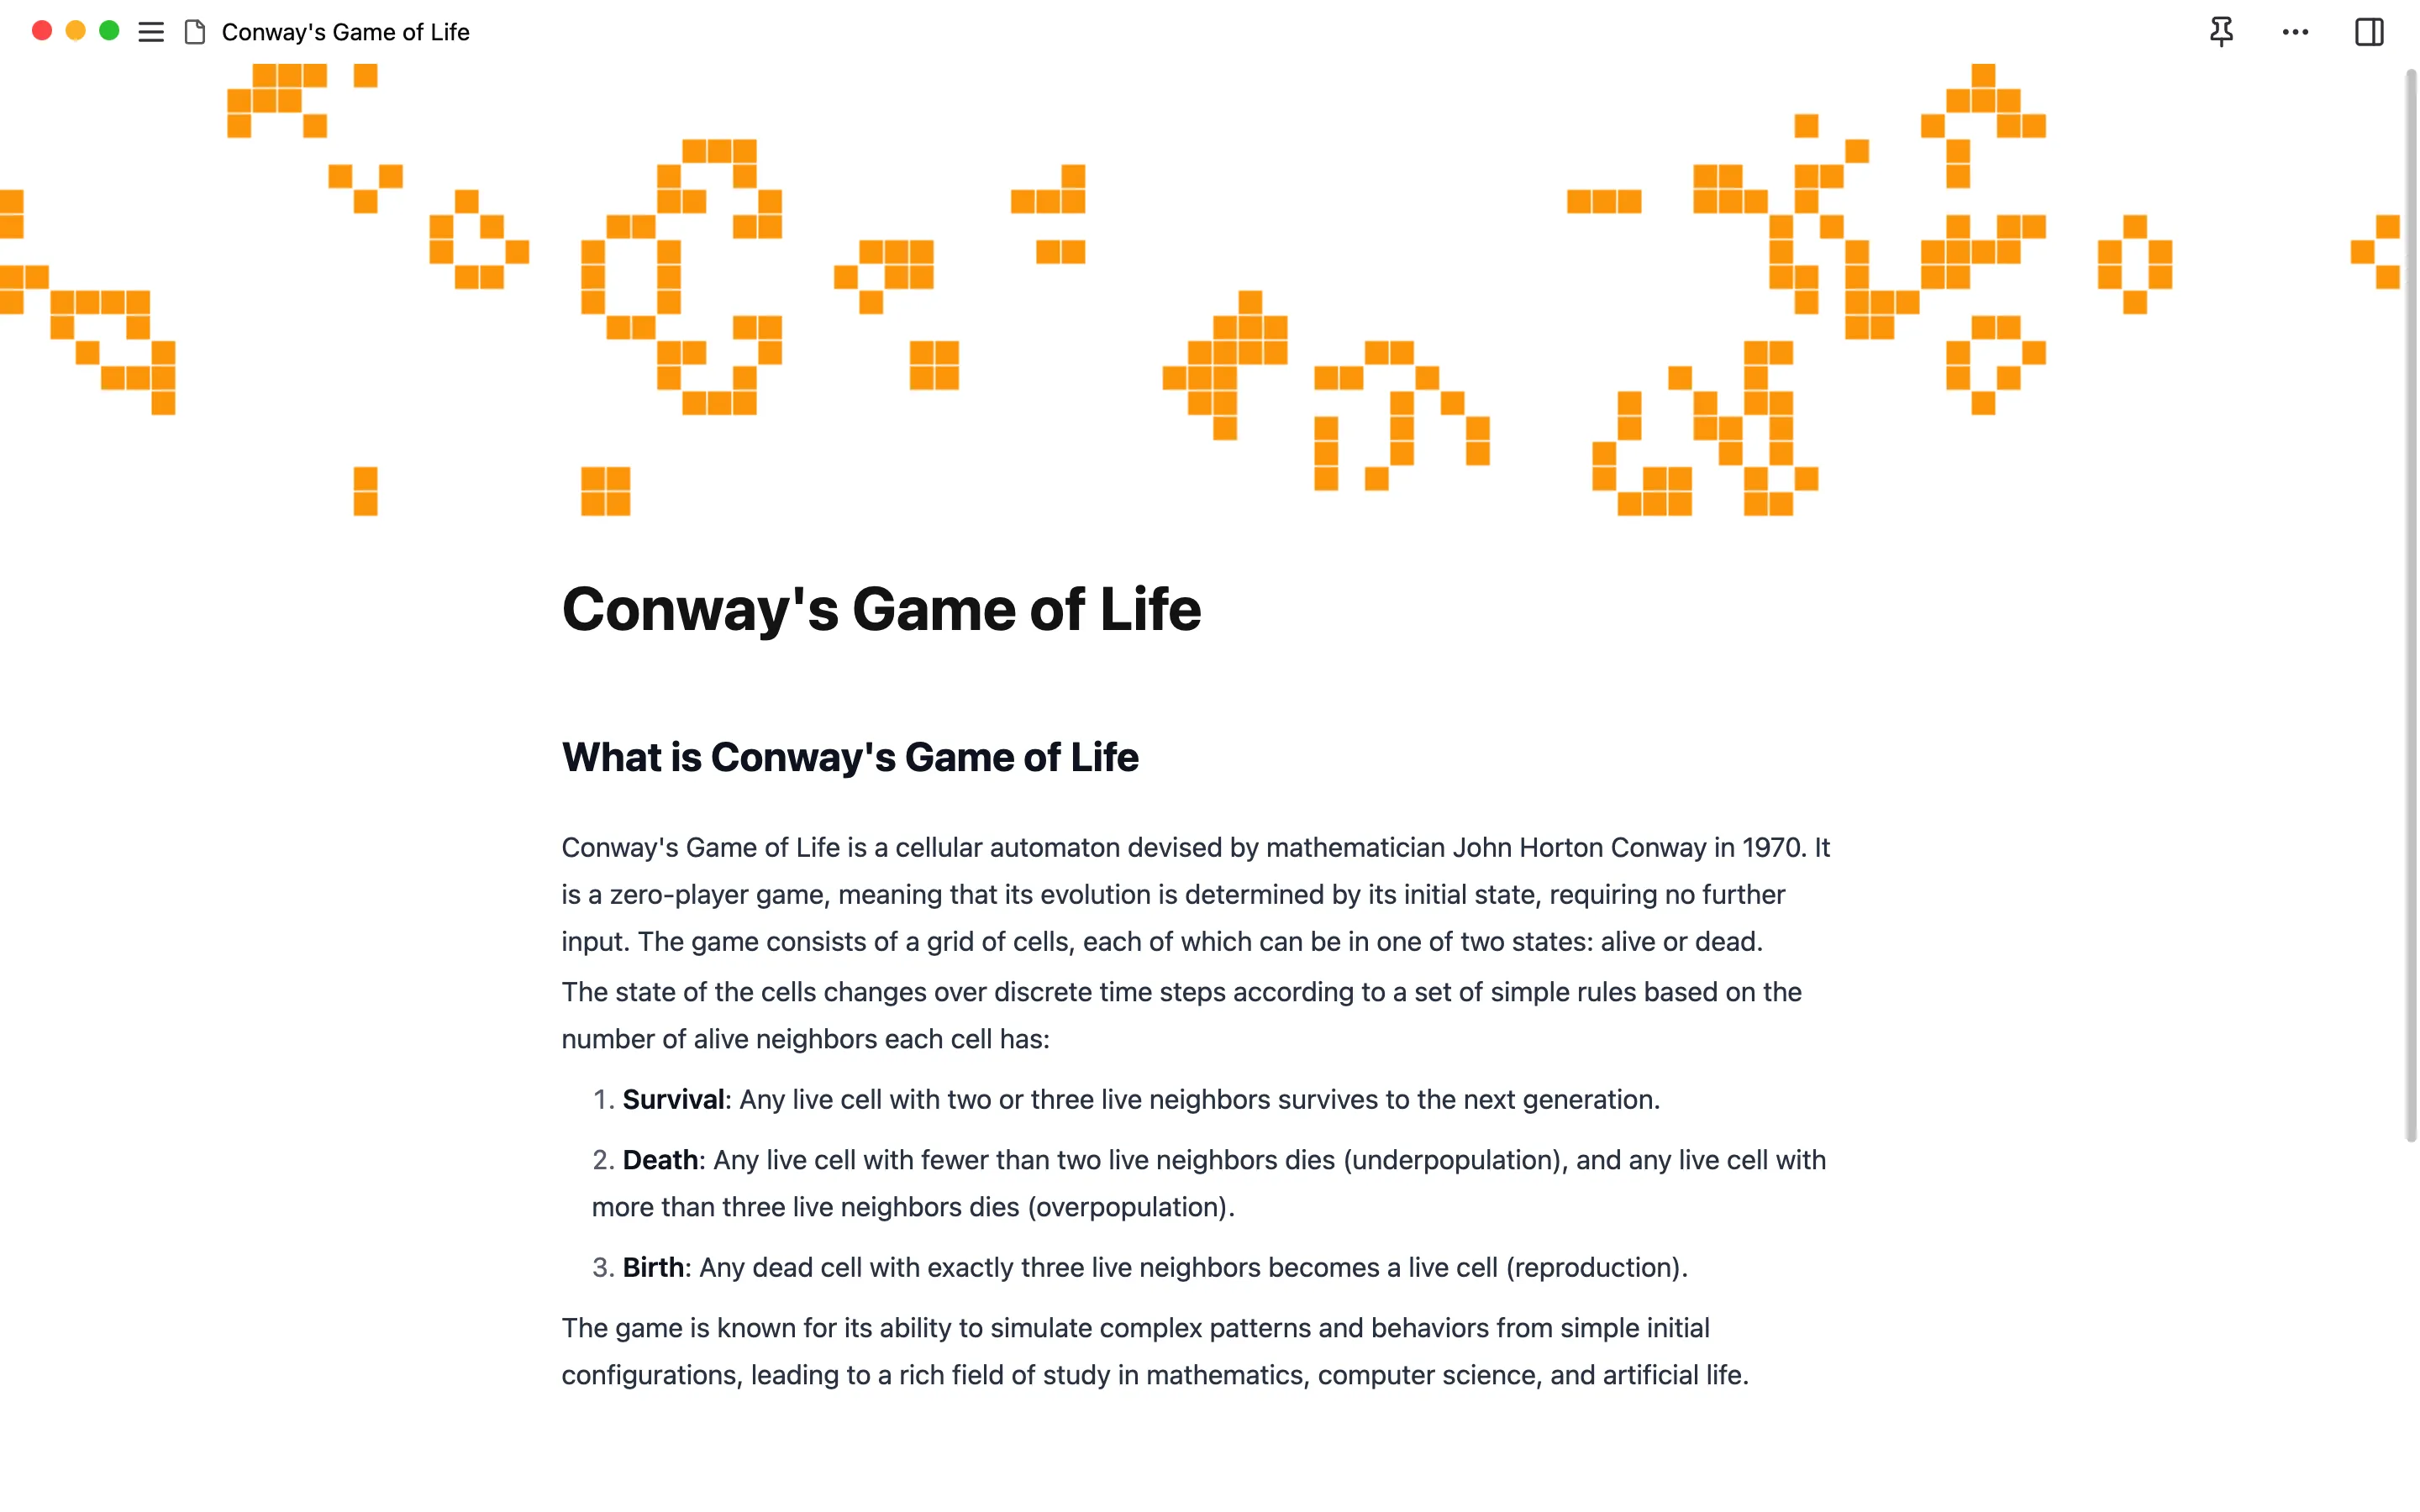 Conway's Game of Life
Conway's Game of Life
What is Conway's Game of Life
Conway's Game of Life is a cellular automaton devised by mathematician John Horton Conway in 1970. It
is a zero-player game, meaning that its evolution is determined by its initial state, requiring no further
input. The game consists of a grid of cells, each of which can be in one of two states: alive or dead.
The state of the cells changes over discrete time steps according to a set of simple rules based on the
number of alive neighbors each cell has:
1. Survival: Any live cell with two or three live neighbors survives to the next generation.
2. Death: Any live cell with fewer than two live neighbors dies (underpopulation), and any live cell with
more than three live neighbors dies (overpopulation).
3. Birth: Any dead cell with exactly three live neighbors becomes a live cell (reproduction).
The game is known for its ability to simulate complex patterns and behaviors from simple initial
configurations, leading to a rich field of study in mathematics, computer science, and artificial life.